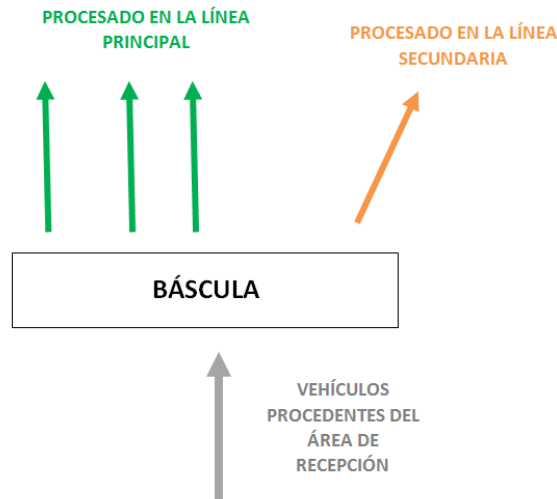 PROCESADO EN LA LÍNEA
PRINCIPAL
PROCESADO EN LA LÍNEA
SECUNDARIA
BÁSCULA
VEHÍCULOS
PROCEDENTES DEL
ÁREA DE
RECEPCIÓN